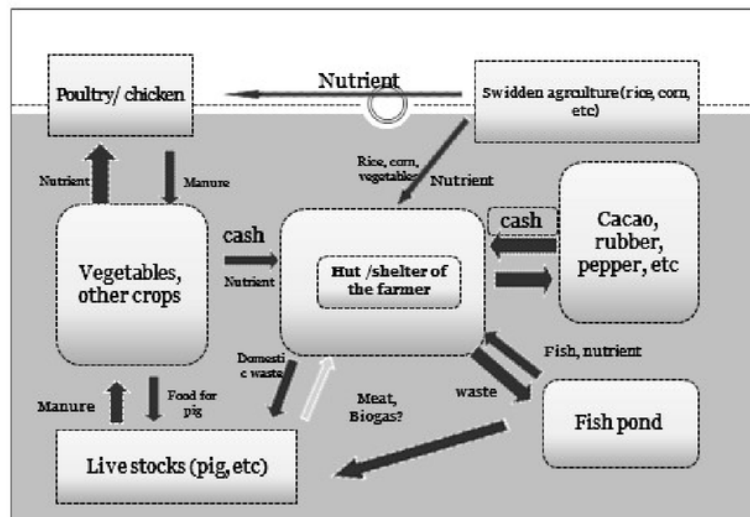 Nutrient
Poultry/ chicken
Swidden agrculture(rice, corn,
etc)
Rice, corn,
vegetables
Nutrient
Nutrient
Manure
cash
Cacao,
rubber,
pepper, etc
cash
Vegetables,
other crops
Nutrient
Hut /shelter of
the farmer
Domesti
c waste
Fish, nutrient
Manure
Food for
pig
Meat,
Biogas?
waste
Fish pond
Live stocks (pig, etc)